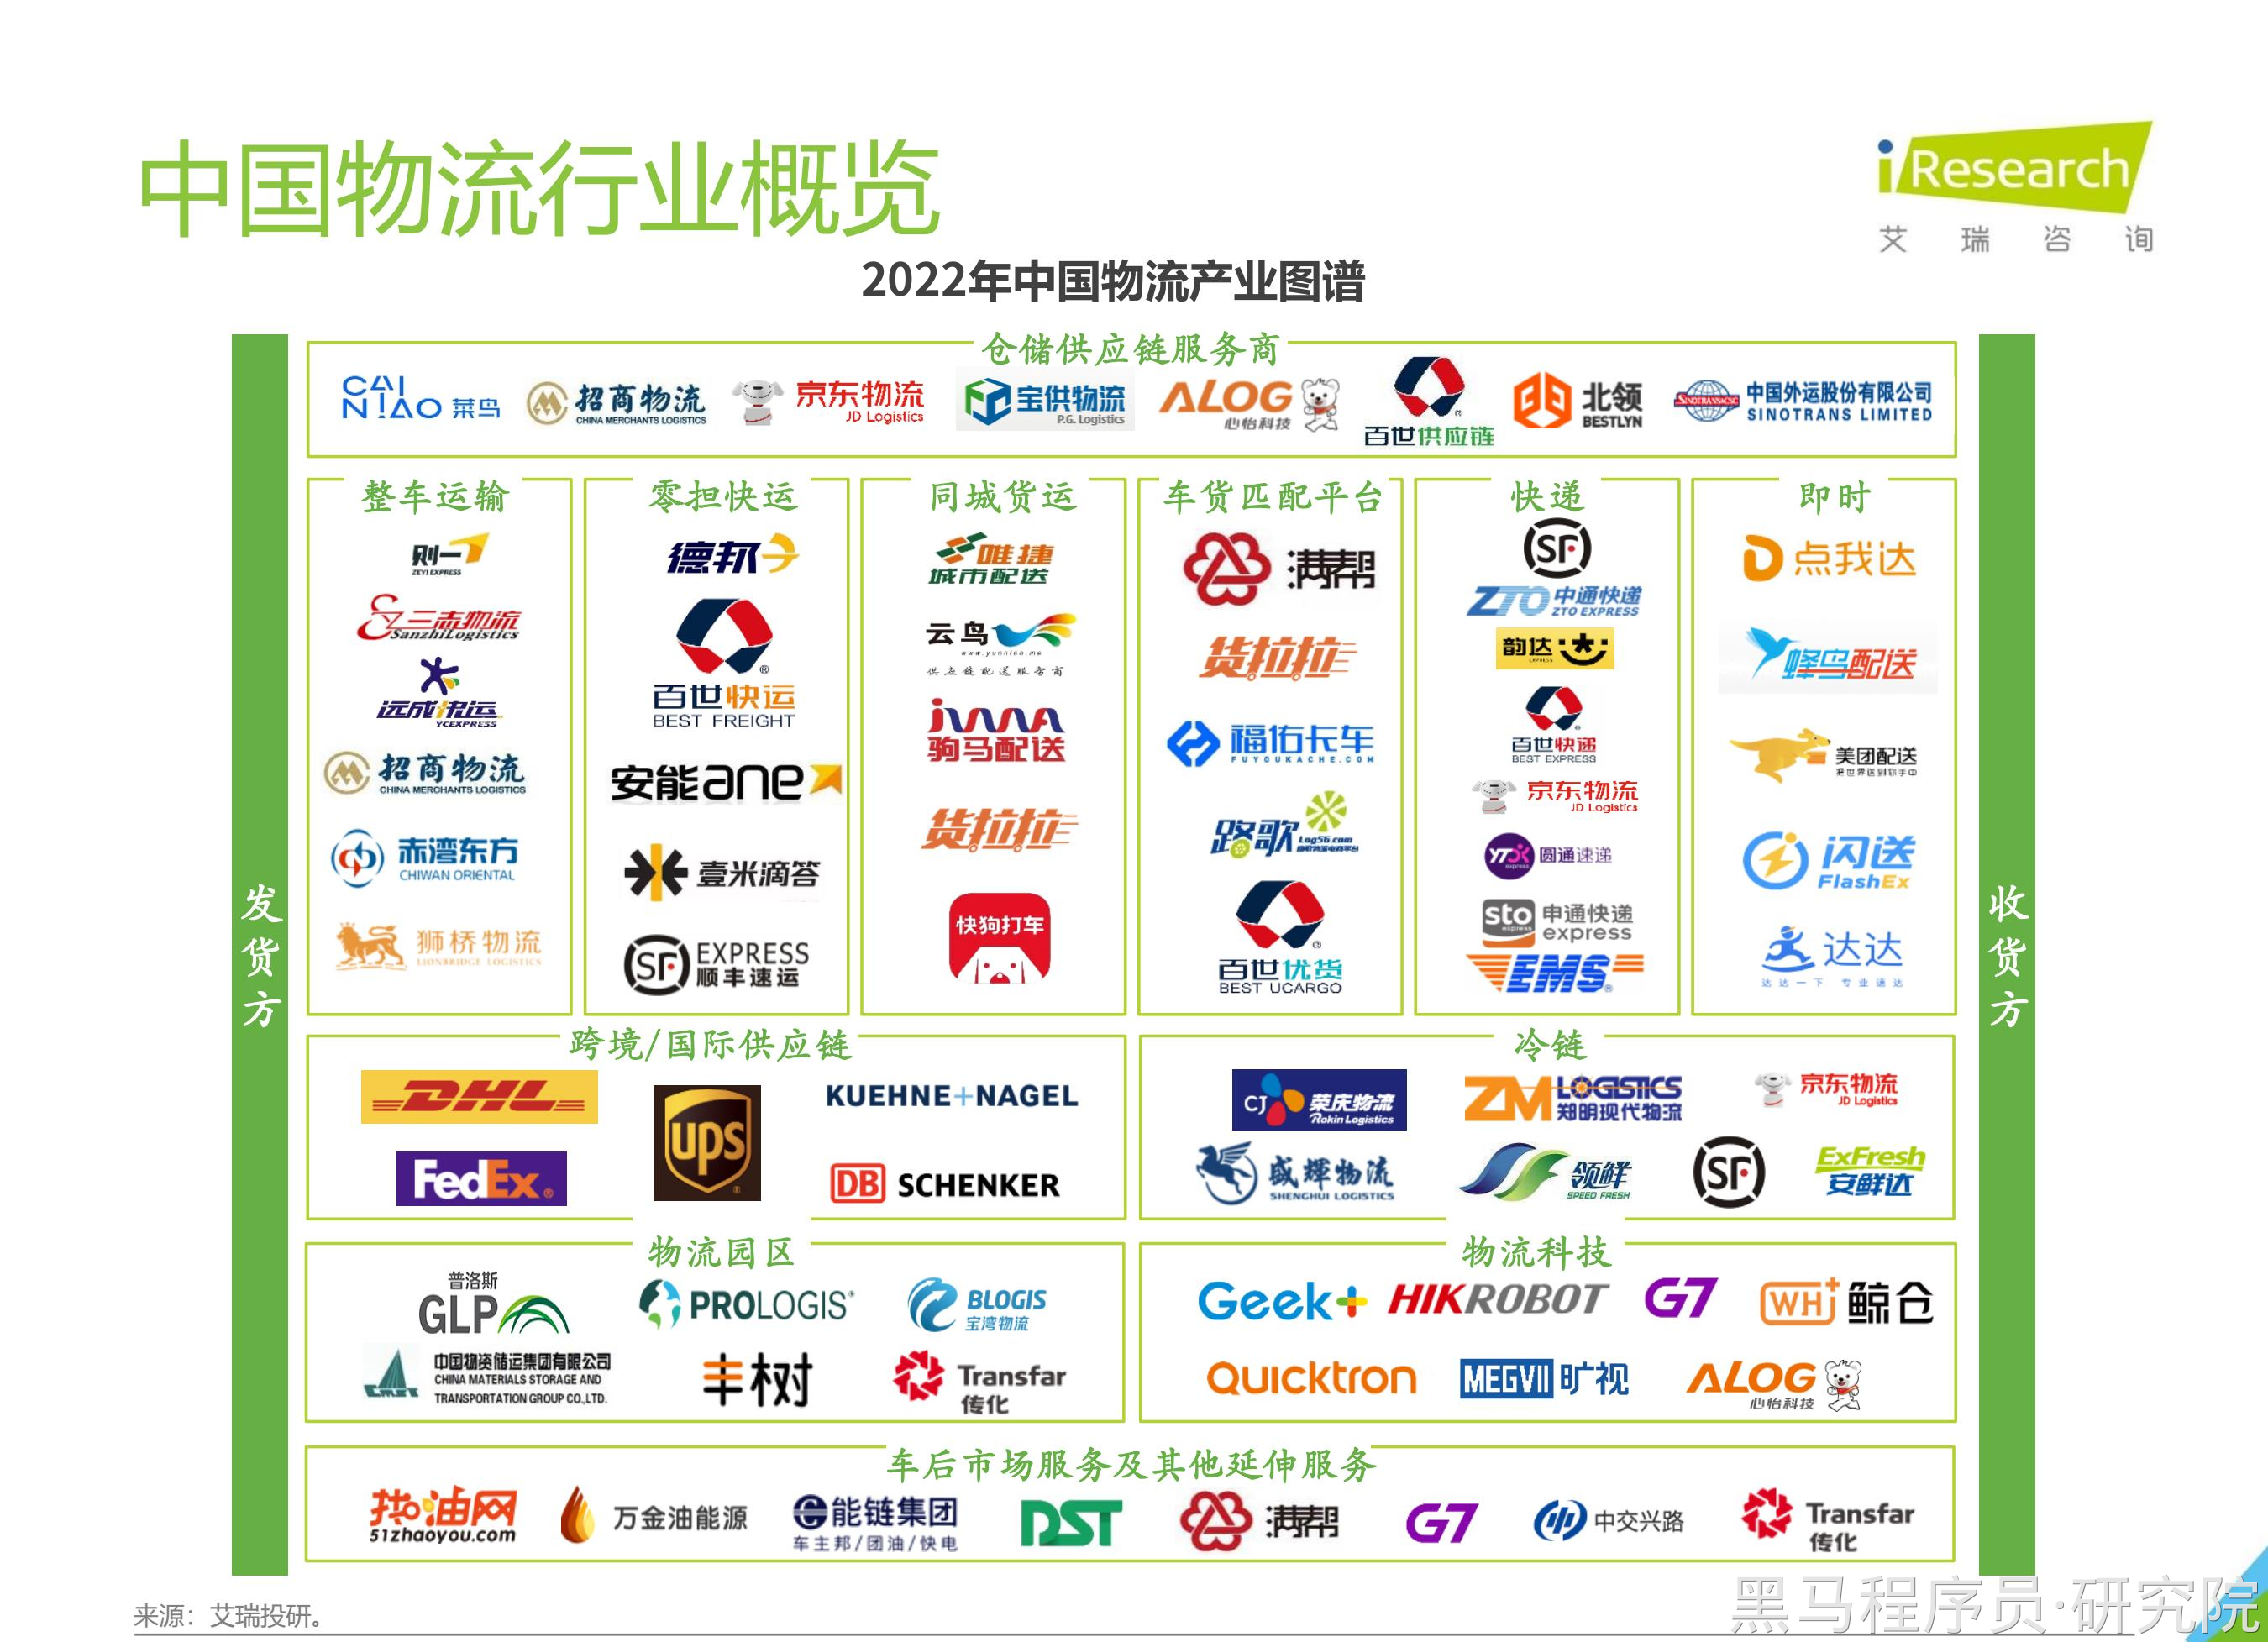 中国物流行业概览
iResearch
艾瑞咨询
2022年中国物流产业图谱
发货方
收货方
仓储供应链服务商
CAI
NIAO 菜鸟
招商物流
CHINA MERCHANTS LOGISTICS
京东物流
JD Logistics
宝供物流
P.G. Logistics
ALOG
心怡科技
百世供应链
北领
BESTLYN
SINOTRANS&CSC
中国外运股份有限公司
SINOTRANS LIMITED
整车运输
则一
ZEYI EXPRESS
三志物流
SanzhiLogistics
远成快运
YCEXPRESS
招商物流
CHINA MERCHANTS LOGISTICS
赤湾东方
CHIWAN ORIENTAL
狮桥物流
LIONBRIDGE LOGISTICS
零担快运
德邦
百世快运
BEST FREIGHT
安能ane
壹米滴答
SF EXPRESS
顺丰速运
同城货运
唯捷
城市配送
云鸟
www.yunniao.me
供应链配送服务商
驹马配送
货拉拉
快狗打车
车货匹配平台
满帮
货拉拉
福佑卡车
FUYOUKACHE.COM
路歌
Log56.com
百世优货
BEST UCARGO
快递
SF
ZTO 中通快递
ZTO EXPRESS
韵达
EXPRESS
百世快递
BEST EXPRESS
京东物流
JD Logistics
YTO express 圆通速递
sto express 申通快递
express
EMS
即时
点我达
蜂鸟配送
美团配送
把世界送到你手中
闪送
FlashEx
达达
达达一下 专业速达
跨境/国际供应链
DHL
UPS
KUEHNE+NAGEL
FedEx
DB SCHENKER
冷链
CJ 荣庆物流
Rokin Logistics
ZM LOGISTICS
郑明现代物流
京东物流
JD Logistics
盛辉物流
SHENGHUI LOGISTICS
领鲜
SPEED FRESH
SF
ExFresh
安鲜达
物流园区
普洛斯
GLP
PROLOGIS
BLOGIS
宝湾物流
CMST
中国物资储运集团有限公司
CHINA MATERIALS STORAGE AND
TRANSPORTATION GROUP CO.,LTD.
丰树
Transfar
传化
物流科技
Geek+
HIKROBOT
G7
WH 鲸仓
Quicktron
MEGVII 旷视
ALOG
心怡科技
车后市场服务及其他延伸服务
找油网
51zhaoyou.com
万金油能源
能链集团
车主邦/团油/快电
DST
满帮
G7
中交兴路
Transfar
传化
来源：艾瑞投研。
黑马程序员·研究院